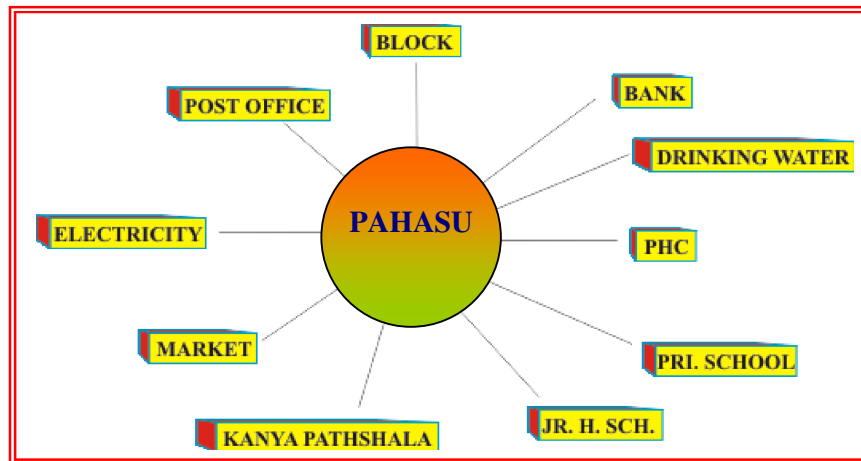 BLOCK
POST OFFICE
BANK
DRINKING WATER
PAHASU
ELECTRICITY
PHC
MARKET
PRI. SCHOOL
KANYA PATHSHALA
JR. H. SCH.